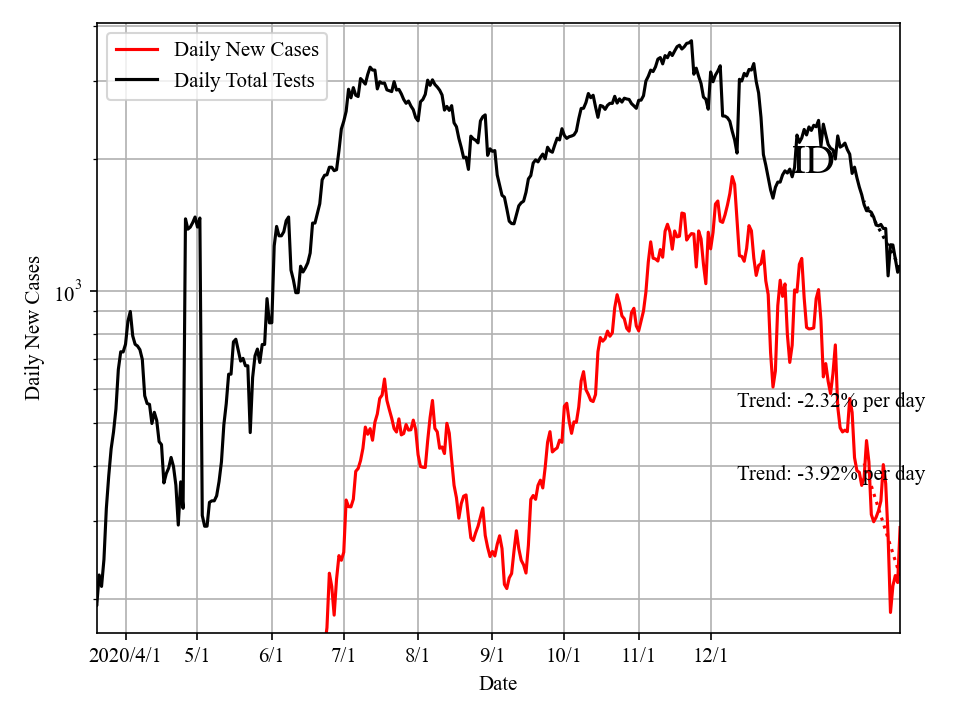 Daily New Cases
Daily Total Tests
ID
Trend: -2.32% per day
Trend: -3.92% per day
Daily New Cases
10³
2020/4/1 5/1 6/1 7/1 8/1 9/1 10/1 11/1 12/1
Date